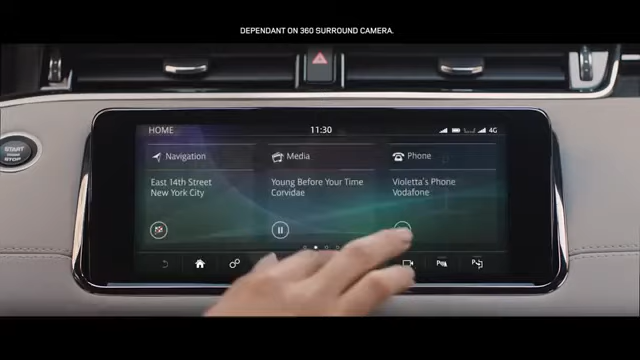 DEPENDANT ON 360 SURROUND CAMERA.
HOME
11:30
4G
START
STOP
Navigation
Media
Phone
East 14th Street
New York City
Young Before Your Time
Corvidae
Violetta's Phone
Vodafone